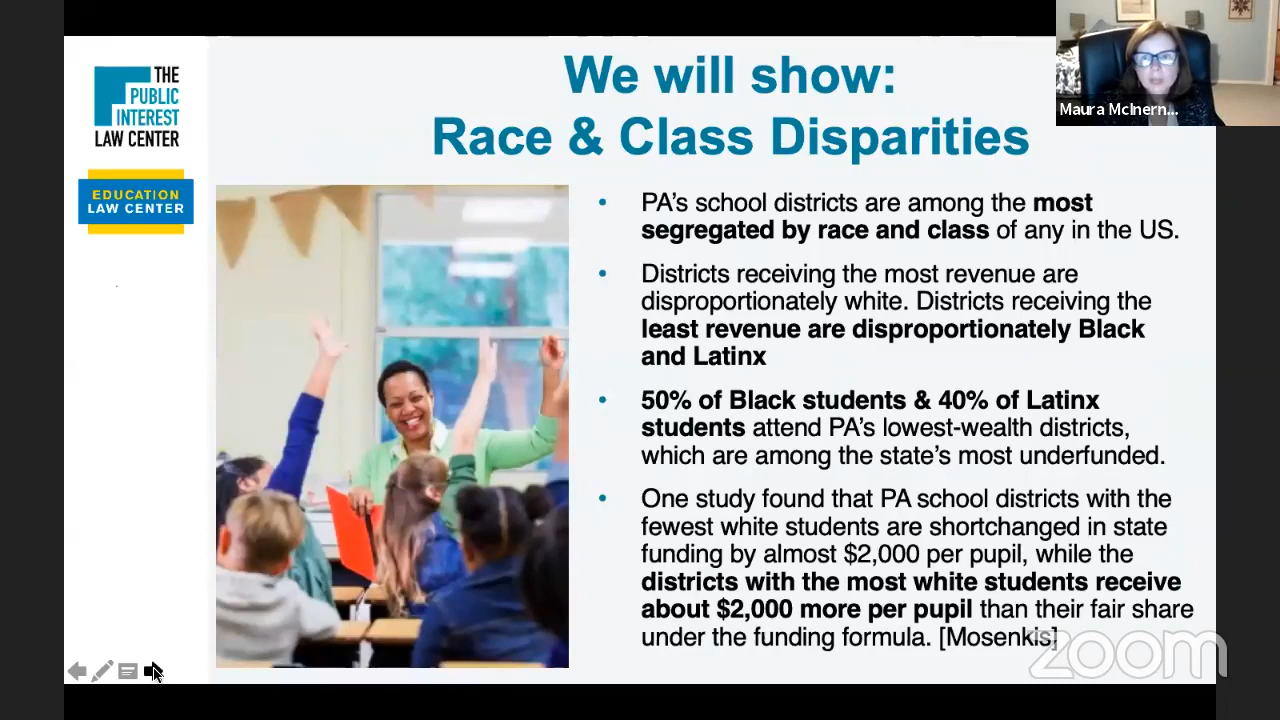 THE
PUBLIC
INTEREST
LAW CENTER
EDUCATION
LAW CENTER
We will show:
Race & Class Disparities
Maura McInern...
• PA's school districts are among the most
segregated by race and class of any in the US.
• Districts receiving the most revenue are
disproportionately white. Districts receiving the
least revenue are disproportionately Black
and Latinx
• 50% of Black students & 40% of Latinx
students attend PA's lowest-wealth districts,
which are among the state's most underfunded.
• One study found that PA school districts with the
fewest white students are shortchanged in state
funding by almost $2,000 per pupil, while the
districts with the most white students receive
about $2,000 more per pupil than their fair share
under the funding formula. [Mosenkis]
zoom